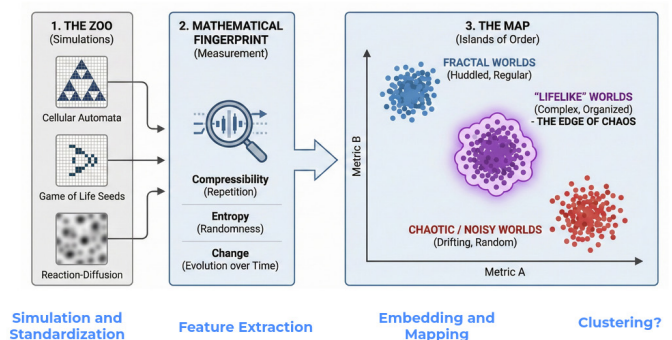 1. THE ZOO
(Simulations)
Cellular Automata
Game of Life Seeds
Reaction-Diffusion
2. MATHEMATICAL
FINGERPRINT
(Measurement)
Compressibility
(Repetition)
Entropy
(Randomness)
Change
(Evolution over Time)
3. THE MAP
(Islands of Order)
FRACTAL WORLDS
(Huddled, Regular)
“LIFELIKE” WORLDS
(Complex, Organized)
- THE EDGE OF CHAOS
CHAOTIC / NOISY WORLDS
(Drifting, Random)
Metric B
Metric A
Simulation and
Standardization
Feature Extraction
Embedding and
Mapping
Clustering?